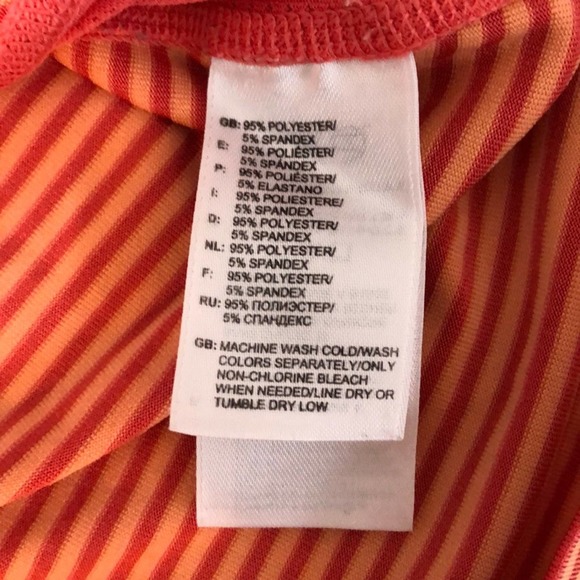 GB: 95% POLYESTER/
5% SPANDEX
E: 95% POLIÉSTER/
5% SPÁNDEX
P: 95% POLIÉSTER/
5% ELASTANO
I: 95% POLIESTERE/
5% SPANDEX
D: 95% POLYESTER/
5% SPANDEX
NL: 95% POLYESTER/
5% SPANDEX
F: 95% POLYESTER/
5% SPANDEX
RU: 95% ПОЛИЭСТЕР/
5% СПАНДЕКС
GB: MACHINE WASH COLD/WASH
COLORS SEPARATELY/ONLY
NON-CHLORINE BLEACH
WHEN NEEDED/LINE DRY OR
TUMBLE DRY LOW